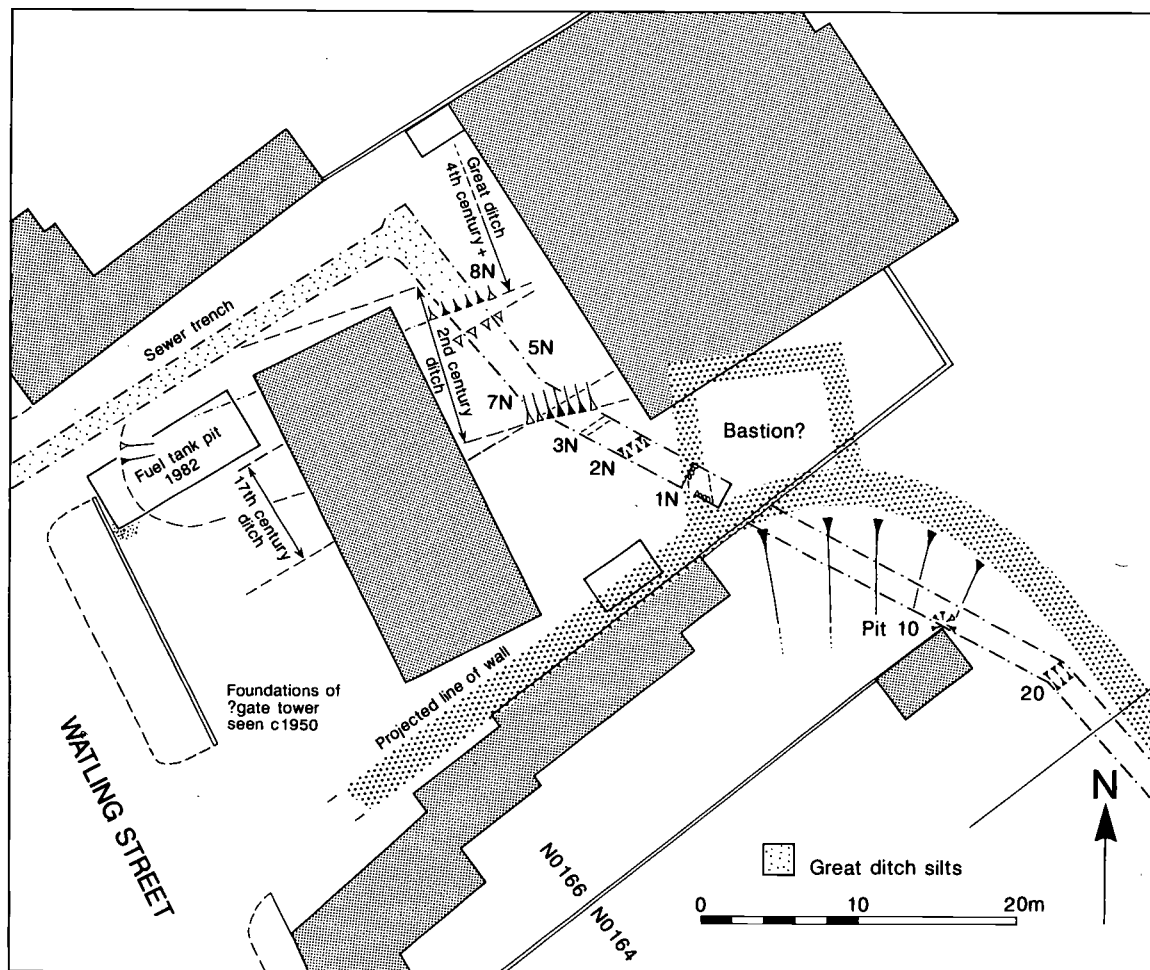 Great ditch
4th century +
8N
Sewer trench
2nd century
ditch
5N
7N
Fuel tank pit
1982
3N
2N
Bastion?
17th century
ditch
1N
Pit 10
20
Foundations of
?gate tower
seen c1950
Projected line of wall
WATLING STREET
N
N0166
N0164
Great ditch silts
0
10
20m